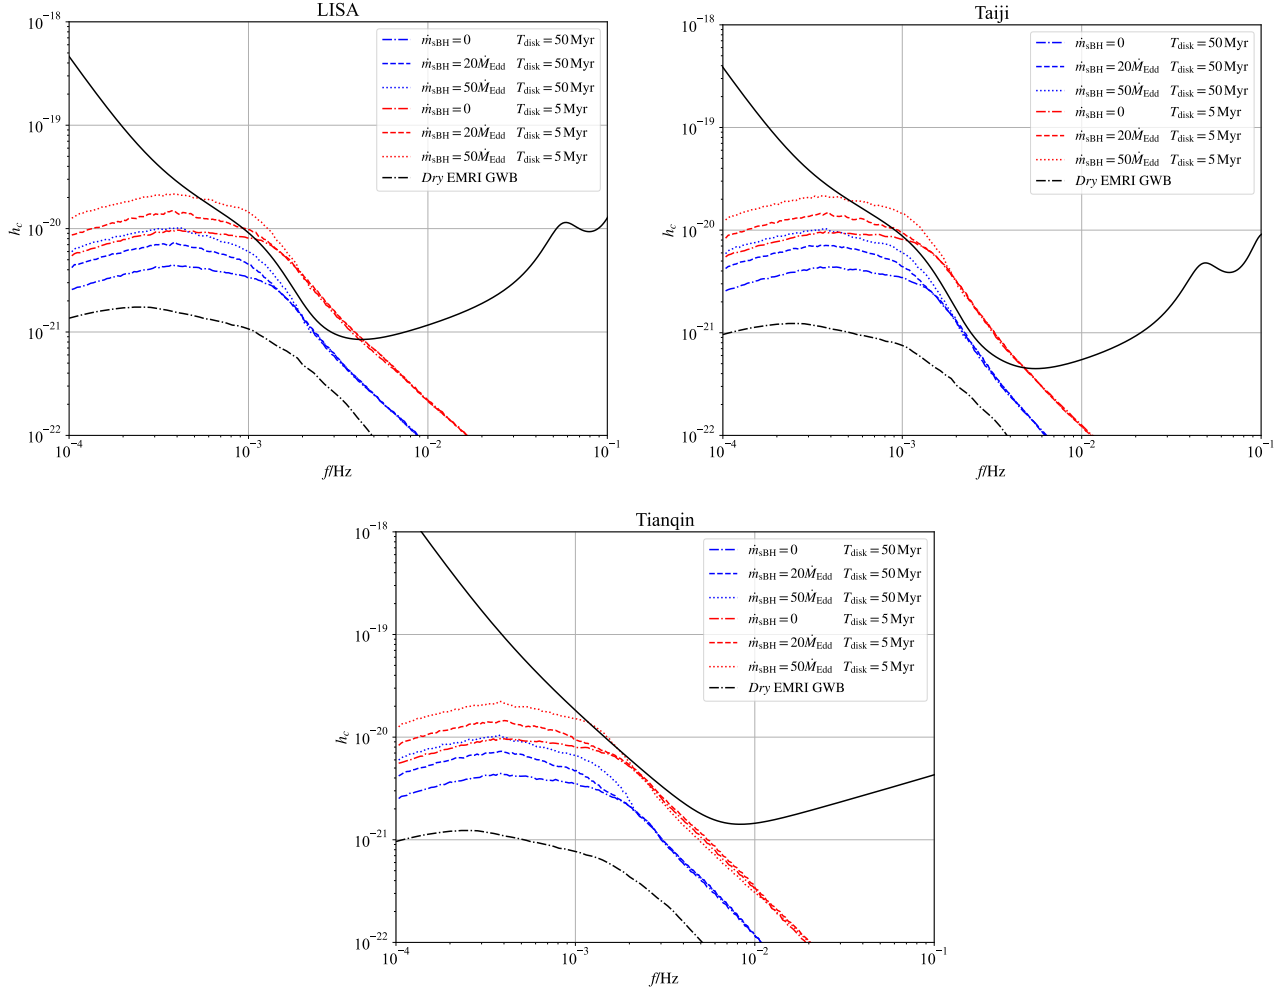 LISA
10⁻¹⁸
10⁻¹⁹
10⁻²⁰
10⁻²¹
10⁻²²
h_c
ṁ_sBH = 0 T_disk = 50 Myr
ṁ_sBH = 20Ṁ_Edd T_disk = 50 Myr
ṁ_sBH = 50Ṁ_Edd T_disk = 50 Myr
ṁ_sBH = 0 T_disk = 5 Myr
ṁ_sBH = 20Ṁ_Edd T_disk = 5 Myr
ṁ_sBH = 50Ṁ_Edd T_disk = 5 Myr
Dry EMRI GWB
10⁻⁴ 10⁻³ 10⁻² 10⁻¹
f/Hz
Taiji
10⁻¹⁸
10⁻¹⁹
10⁻²⁰
10⁻²¹
10⁻²²
h_c
ṁ_sBH = 0 T_disk = 50 Myr
ṁ_sBH = 20Ṁ_Edd T_disk = 50 Myr
ṁ_sBH = 50Ṁ_Edd T_disk = 50 Myr
ṁ_sBH = 0 T_disk = 5 Myr
ṁ_sBH = 20Ṁ_Edd T_disk = 5 Myr
ṁ_sBH = 50Ṁ_Edd T_disk = 5 Myr
Dry EMRI GWB
10⁻⁴ 10⁻³ 10⁻² 10⁻¹
f/Hz
Tianqin
10⁻¹⁸
10⁻¹⁹
10⁻²⁰
10⁻²¹
10⁻²²
h_c
ṁ_sBH = 0 T_disk = 50 Myr
ṁ_sBH = 20Ṁ_Edd T_disk = 50 Myr
ṁ_sBH = 50Ṁ_Edd T_disk = 50 Myr
ṁ_sBH = 0 T_disk = 5 Myr
ṁ_sBH = 20Ṁ_Edd T_disk = 5 Myr
ṁ_sBH = 50Ṁ_Edd T_disk = 5 Myr
Dry EMRI GWB
10⁻⁴ 10⁻³ 10⁻² 10⁻¹
f/Hz